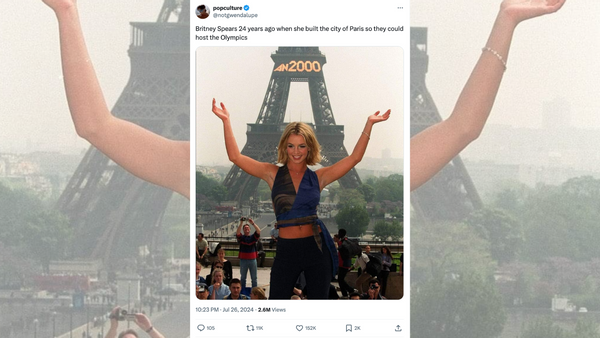 popculture
@notgwendalupe
Britney Spears 24 years ago when she built the city of Paris so they could
host the Olympics
AN2000
10:23 PM · Jul 26, 2024 · 2.6M Views
105
11K
152K
2K